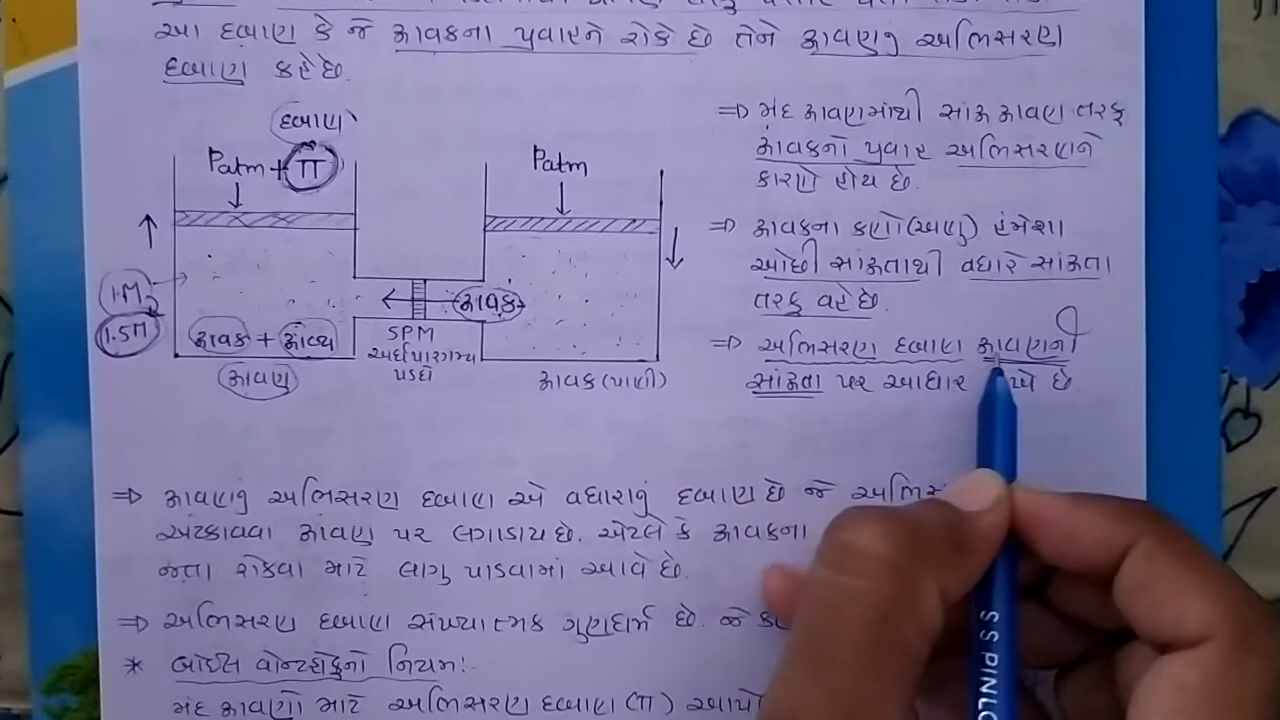 આ દબાણ કે જે દ્રાવકના પ્રવાહને રોકે છે તેને દ્રાવણનું અભિસરણ
દબાણ કહે છે.
દબાણ
Patm + π
Patm
1M
1.5M
દ્રાવક + દ્રાવ્ય
દ્રાવણ
દ્રાવક
SPM
અર્ધપારગમ્ય
પડદો
દ્રાવક (પાણી)
⇒ મંદ દ્રાવણમાંથી સાંદ્ર દ્રાવણ તરફ
દ્રાવકનો પ્રવાહ અભિસરણને
કારણે હોય છે.
⇒ દ્રાવકના કણો (અણુ) હંમેશા
ઓછી સાંદ્રતાથી વધારે સાંદ્રતા
તરફ વહે છે.
⇒ અભિસરણ દબાણ દ્રાવણની
સાંદ્રતા પર આધાર છે.
⇒ દ્રાવણનું અભિસરણ દબાણ એ વધારાનું દબાણ છે જે
અટકાવવા દ્રાવણ પર લગાડાય છે. એટલે કે દ્રાવકના
જતા રોકવા માટે લાગુ પાડવામાં આવે છે.
⇒ અભિસરણ દબાણ સંખ્યાત્મક ગુણધર્મ છે. જે
* બોઈલ વોન્ટહોફનો નિયમ:-
મંદ દ્રાવણો માટે અભિસરણ દબાણ (π)
SS PINLO